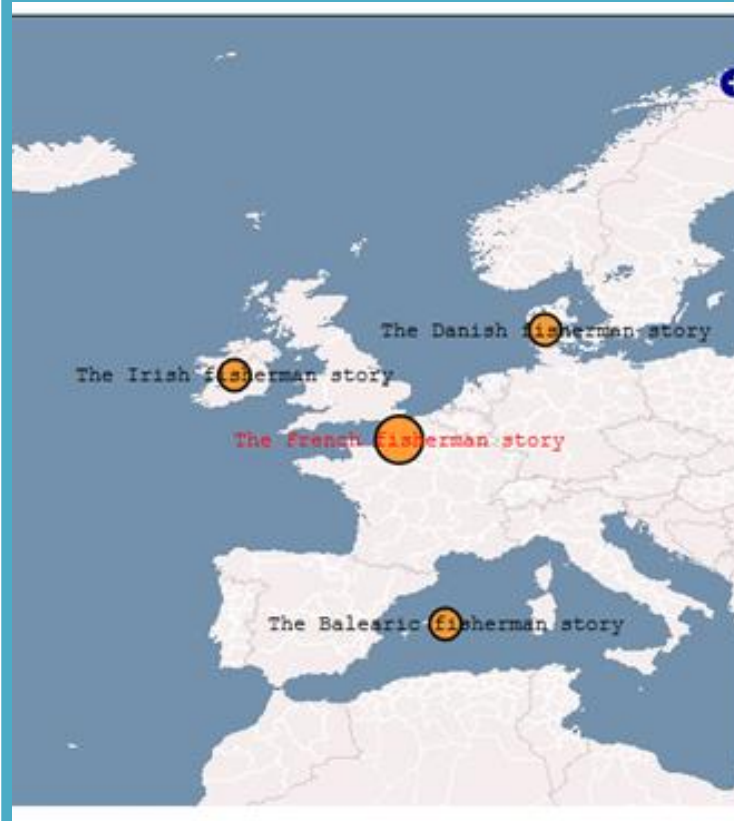 The Danish fisherman story
The Irish fisherman story
The french fisherman story
The Balearic fisherman story